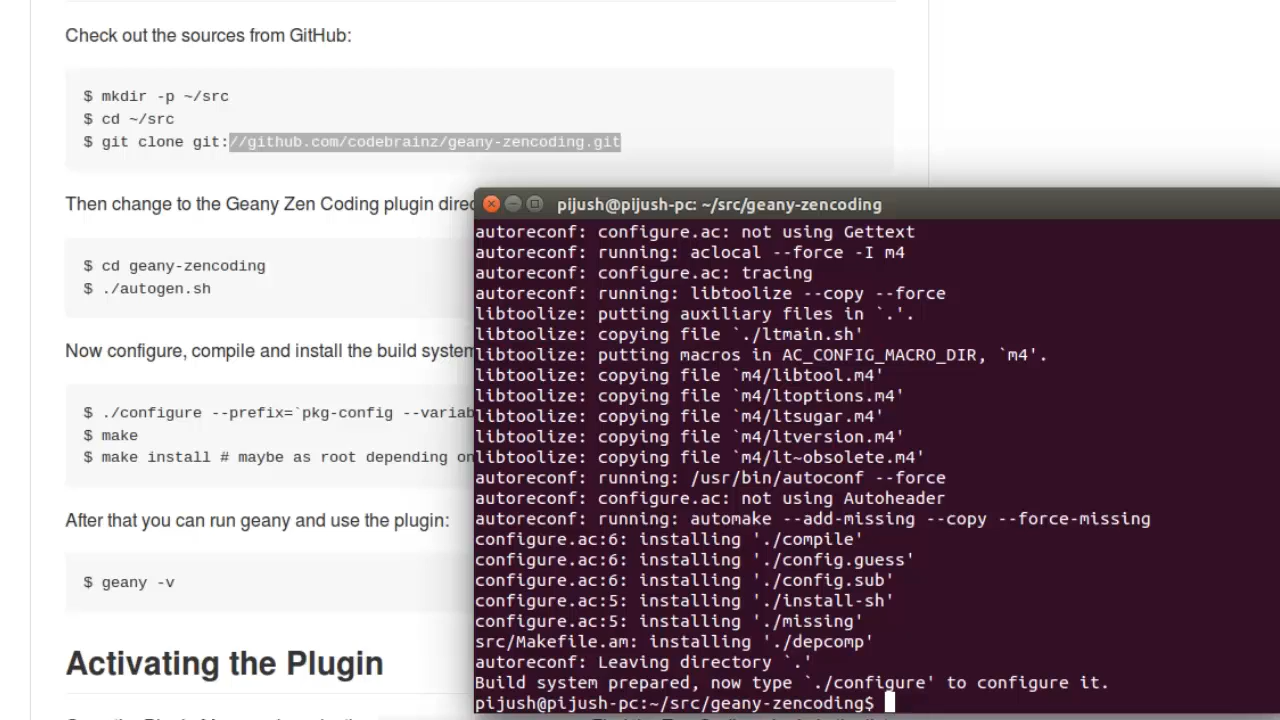 Check out the sources from GitHub:
$ mkdir -p ~/src
$ cd ~/src
$ git clone git://github.com/codebrainz/geany-zencoding.git
Then change to the Geany Zen Coding plugin direc
$ cd geany-zencoding
$ ./autogen.sh
Now configure, compile and install the build system
$ ./configure --prefix=`pkg-config --variab
$ make
$ make install # maybe as root depending on
After that you can run geany and use the plugin:
$ geany -v
Activating the Plugin
pijush@pijush-pc: ~/src/geany-zencoding
autoreconf: configure.ac: not using Gettext
autoreconf: running: aclocal --force -I m4
autoreconf: configure.ac: tracing
autoreconf: running: libtoolize --copy --force
libtoolize: putting auxiliary files in `.'.
libtoolize: copying file `./ltmain.sh'
libtoolize: putting macros in AC_CONFIG_MACRO_DIR, `m4'.
libtoolize: copying file `m4/libtool.m4'
libtoolize: copying file `m4/ltoptions.m4'
libtoolize: copying file `m4/ltsugar.m4'
libtoolize: copying file `m4/ltversion.m4'
libtoolize: copying file `m4/lt~obsolete.m4'
autoreconf: running: /usr/bin/autoconf --force
autoreconf: configure.ac: not using Autoheader
autoreconf: running: automake --add-missing --copy --force-missing
configure.ac:6: installing './compile'
configure.ac:6: installing './config.guess'
configure.ac:6: installing './config.sub'
configure.ac:5: installing './install-sh'
configure.ac:5: installing './missing'
src/Makefile.am: installing './depcomp'
autoreconf: Leaving directory `.'
Build system prepared, now type `./configure' to configure it.
pijush@pijush-pc:~/src/geany-zencoding$